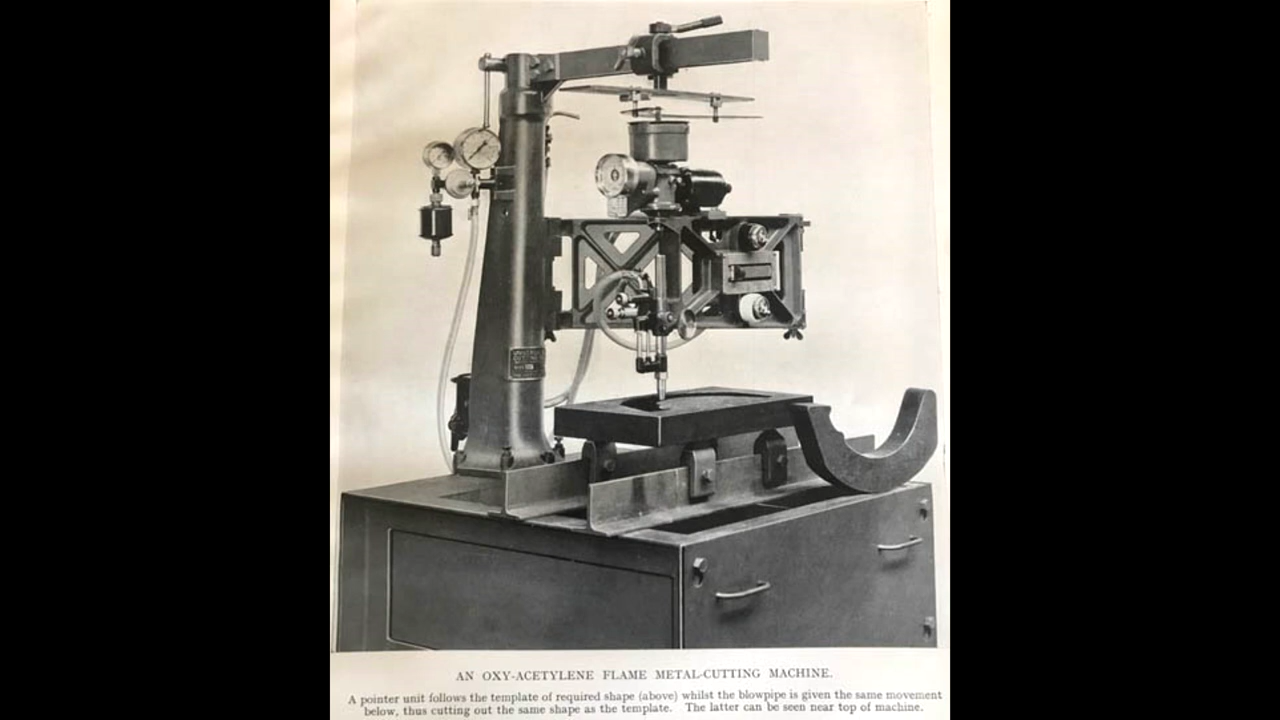 AN OXY-ACETYLENE FLAME METAL-CUTTING MACHINE.
A pointer unit follows the template of required shape (above) whilst the blowpipe is given the same movement
below, thus cutting out the same shape as the template. The latter can be seen near top of machine.